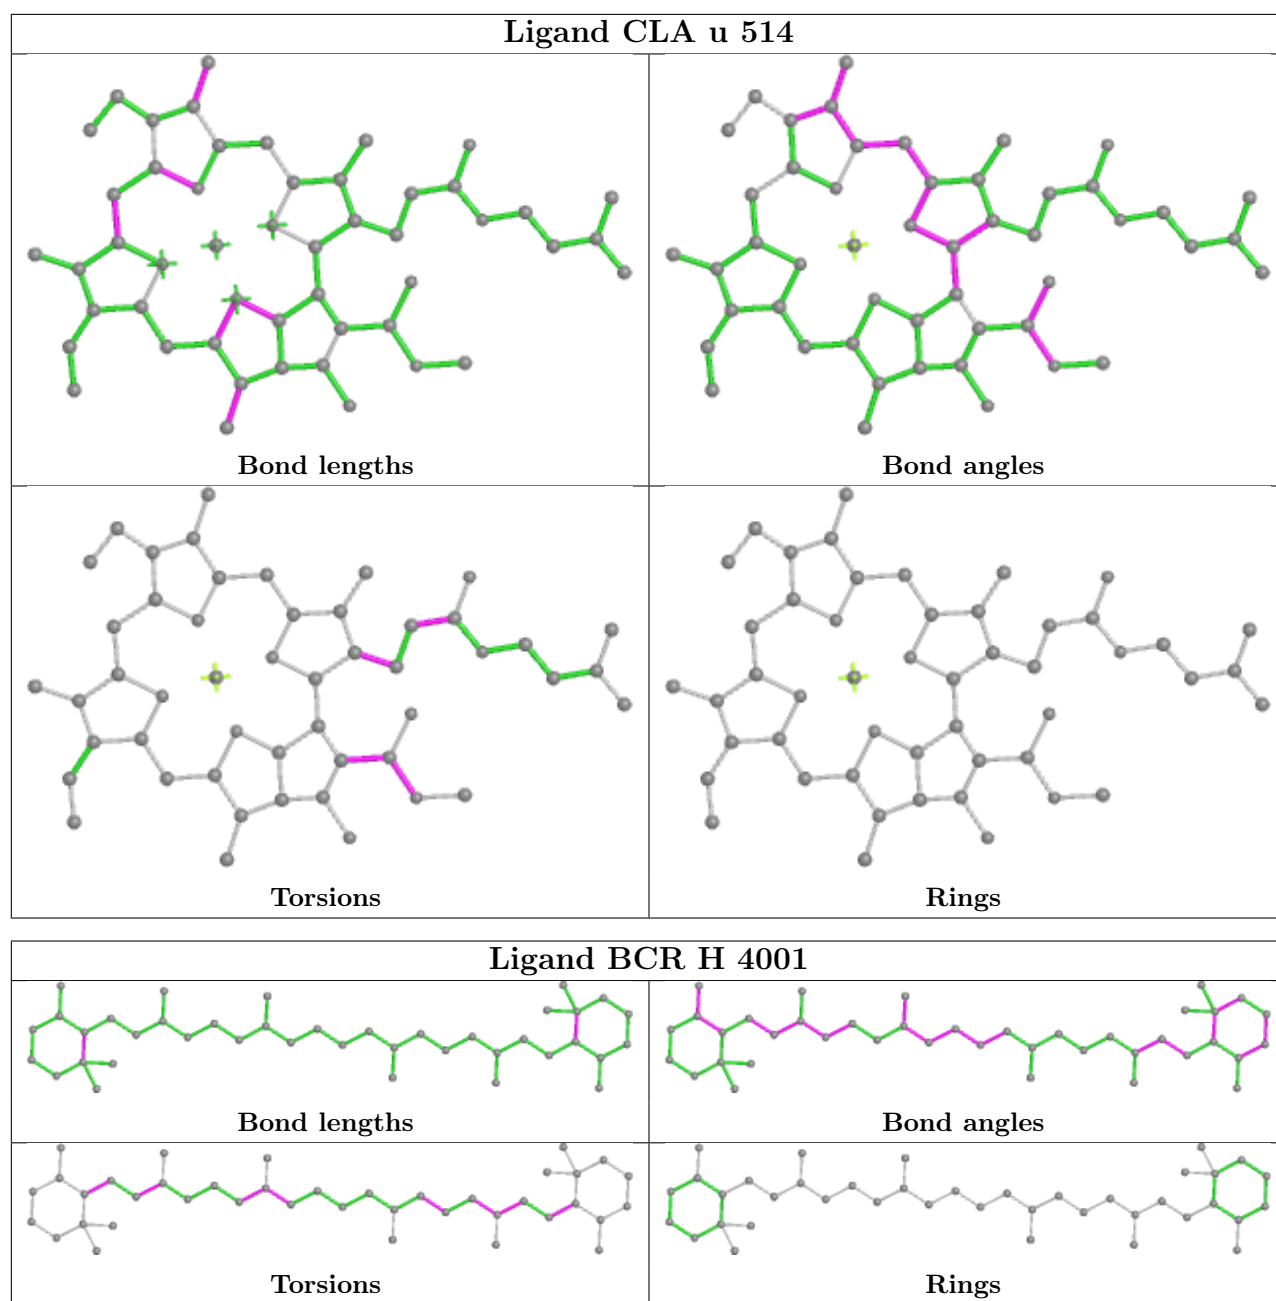 Ligand CLA u 514
Bond lengths
Bond angles
Torsions
Rings
Ligand BCR H 4001
Bond lengths
Bond angles
Torsions
Rings